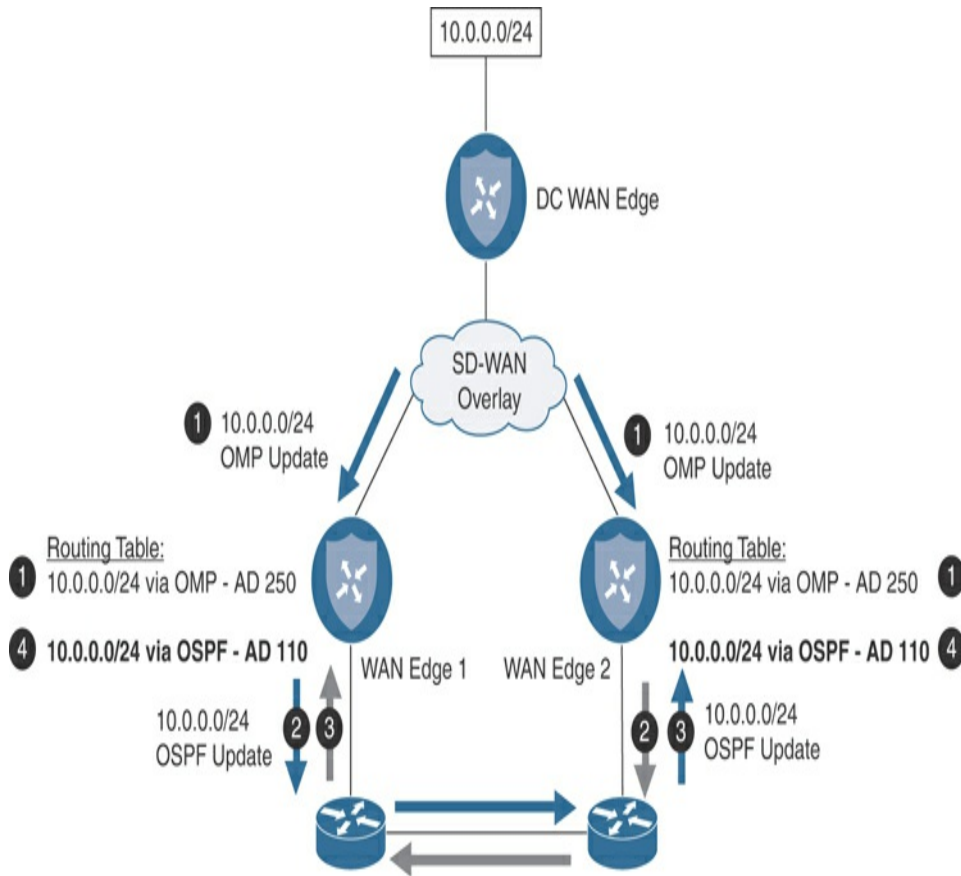 10.0.0.0/24
DC WAN Edge
SD-WAN
Overlay
1 10.0.0.0/24
OMP Update
1 10.0.0.0/24
OMP Update
Routing Table:
1 10.0.0.0/24 via OMP - AD 250
4 10.0.0.0/24 via OSPF - AD 110
Routing Table:
10.0.0.0/24 via OMP - AD 250 1
10.0.0.0/24 via OSPF - AD 110 4
WAN Edge 1
WAN Edge 2
10.0.0.0/24
OSPF Update
2
3
2
3
10.0.0.0/24
OSPF Update